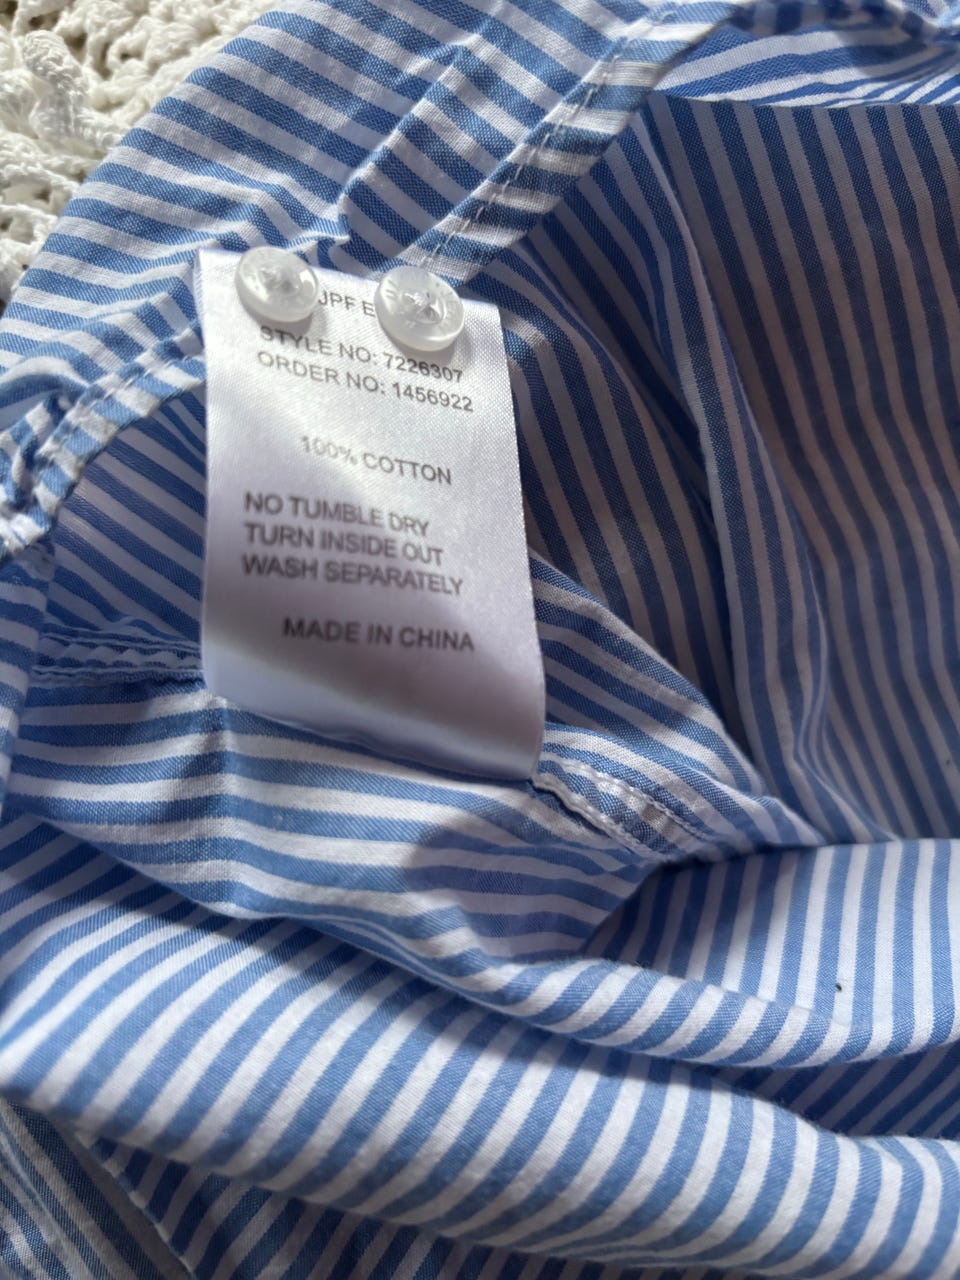 JPF E
STYLE NO: 7226307
ORDER NO: 1456922
100% COTTON
NO TUMBLE DRY
TURN INSIDE OUT
WASH SEPARATELY
MADE IN CHINA